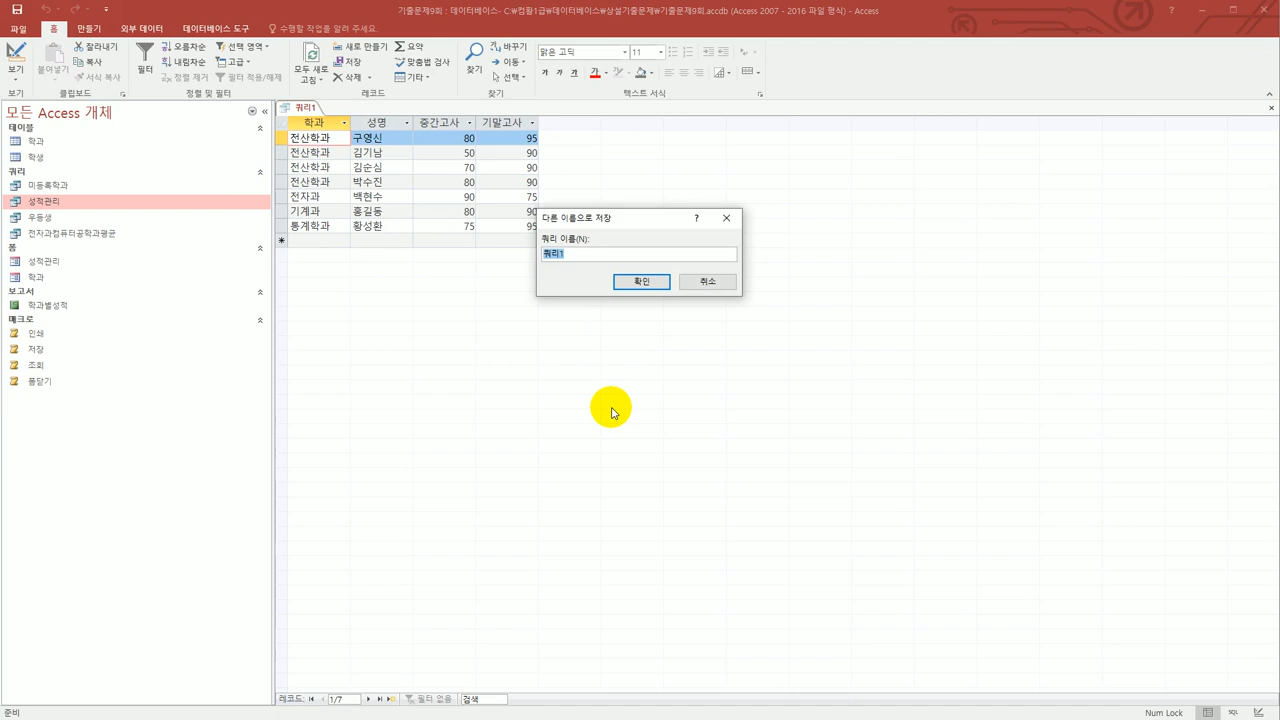 기출문제9회 : 데이터베이스- C:₩컴활1급₩데이터베이스₩상설기출문제₩기출문제9회.accdb (Access 2007 - 2016 파일 형식) - Access
파일 홈 만들기 외부 데이터 데이터베이스 도구 수행할 작업을 알려 주세요.
보기
보기
붙여넣기
잘라내기
복사
서식 복사
클립보드
필터
오름차순
내림차순
정렬 제거
선택 영역
고급
필터 적용/해제
정렬 및 필터
모두 새로 고침
새로 만들기
저장
삭제
요약
맞춤법 검사
기타
레코드
찾기
바꾸기
이동
선택
찾기
맑은 고딕 11
가 가 가 가
텍스트 서식
모든 Access 개체
테이블
학과
학생
쿼리
미등록학과
성적관리
우등생
전자과컴퓨터공학과평균
폼
성적관리
학과
보고서
학과별성적
매크로
인쇄
저장
조회
폼닫기
쿼리1
학과 성명 중간고사 기말고사
전산학과 구영신 80 95
전산학과 김기남 50 90
전산학과 김순심 70 90
전산학과 박수진 80 90
전자과 백현수 90 75
기계과 홍길동 80 90
통계학과 황성환 75 95
다른 이름으로 저장 ?
쿼리 이름(N):
쿼리1
확인 취소
레코드: 1/7 필터 없음 검색
준비 Num Lock SQL